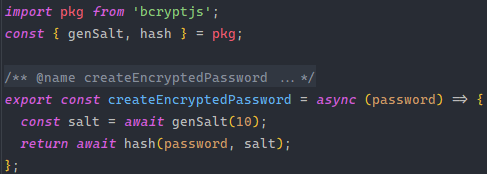 import pkg from 'bcryptjs';
const { genSalt, hash } = pkg;
/** @name createEncryptedPassword …*/
export const createEncryptedPassword = async (password) => {
const salt = await genSalt(10);
return await hash(password, salt);
};